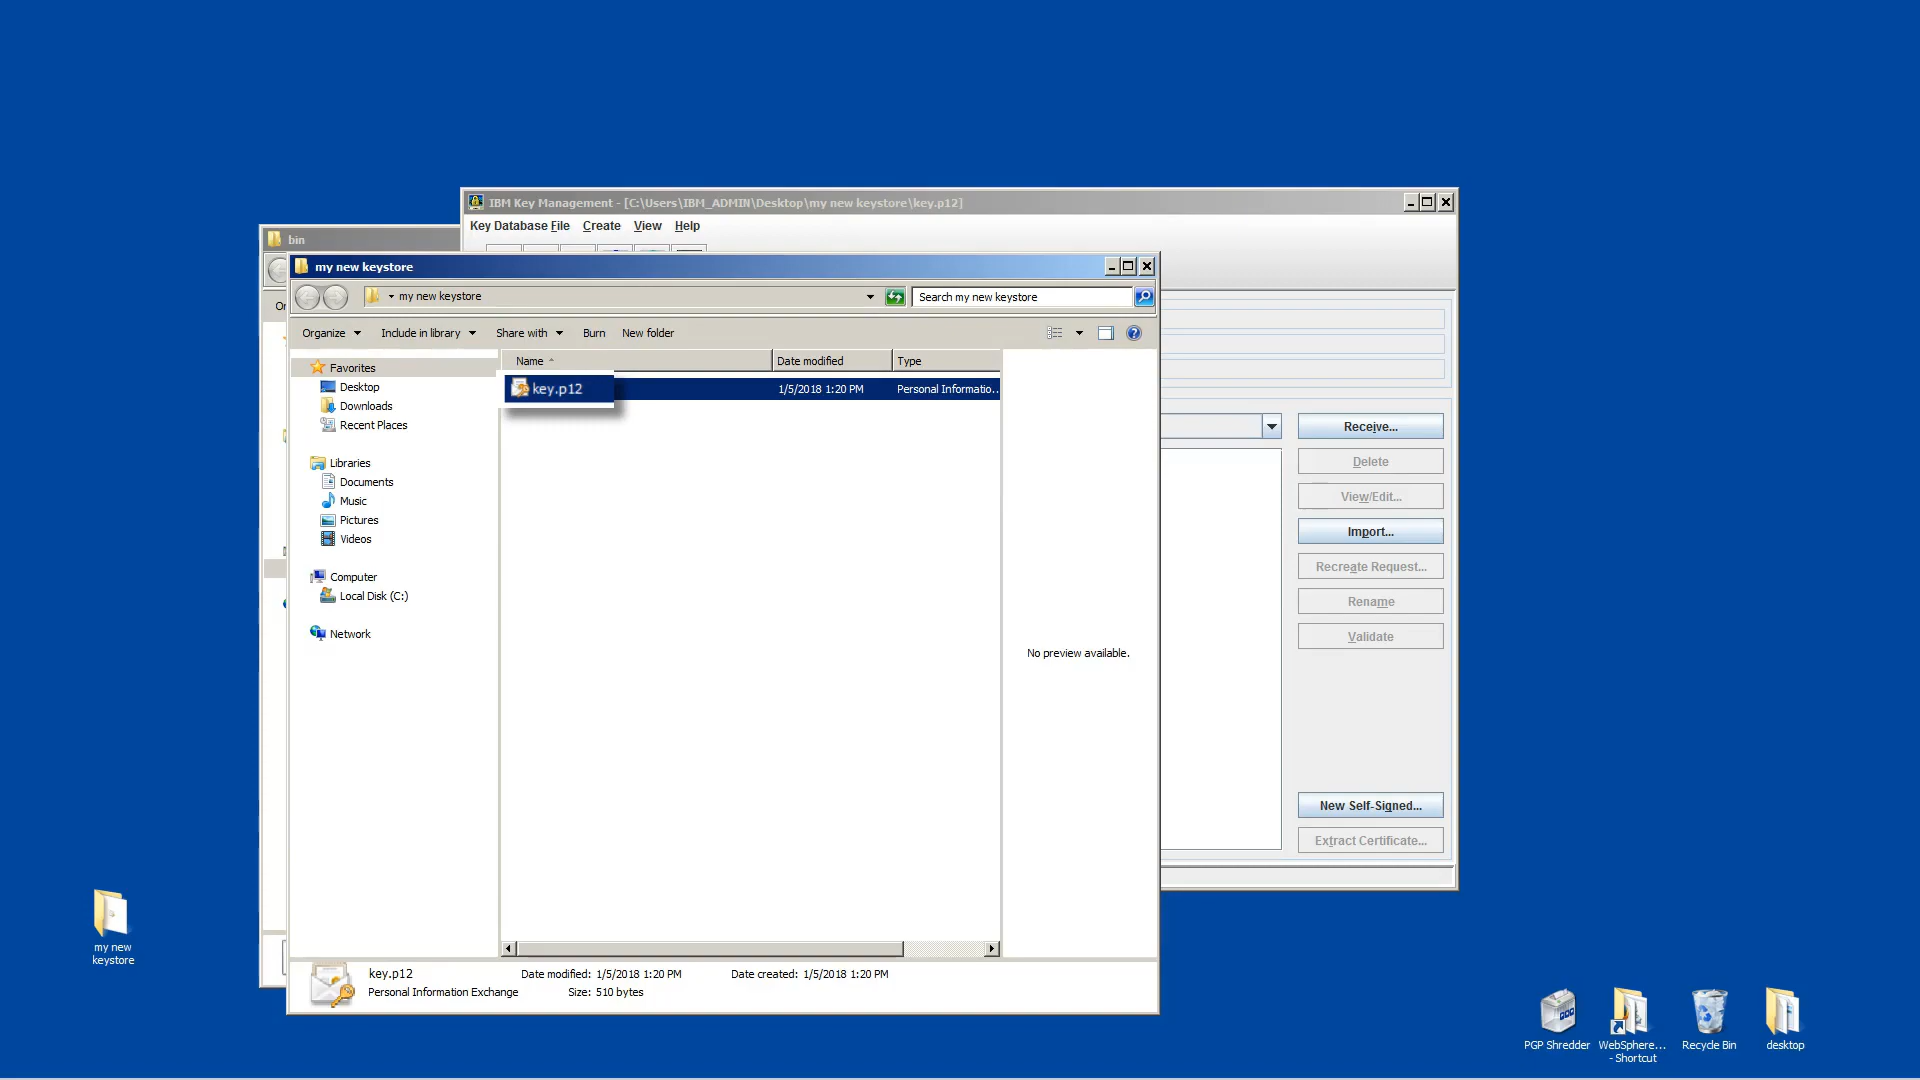 IBM Key Management - [C:\Users\IBM_ADMIN\Desktop\my new keystore\key.p12]
Key Database File Create View Help
bin
my new keystore
my new keystore
Search my new keystore
Organize Include in library Share with Burn New folder
Name Date modified Type
key.p12 1/5/2018 1:20 PM Personal Informatio...
Favorites
Desktop
Downloads
Recent Places
Libraries
Documents
Music
Pictures
Videos
Computer
Local Disk (C:)
Network
No preview available.
key.p12 Date modified: 1/5/2018 1:20 PM Date created: 1/5/2018 1:20 PM
Personal Information Exchange Size: 510 bytes
Receive...
Delete
View/Edit...
Import...
Recreate Request...
Rename
Validate
New Self-Signed...
Extract Certificate...
my new
keystore
PGP Shredder
WebSphere...
- Shortcut
Recycle Bin
desktop